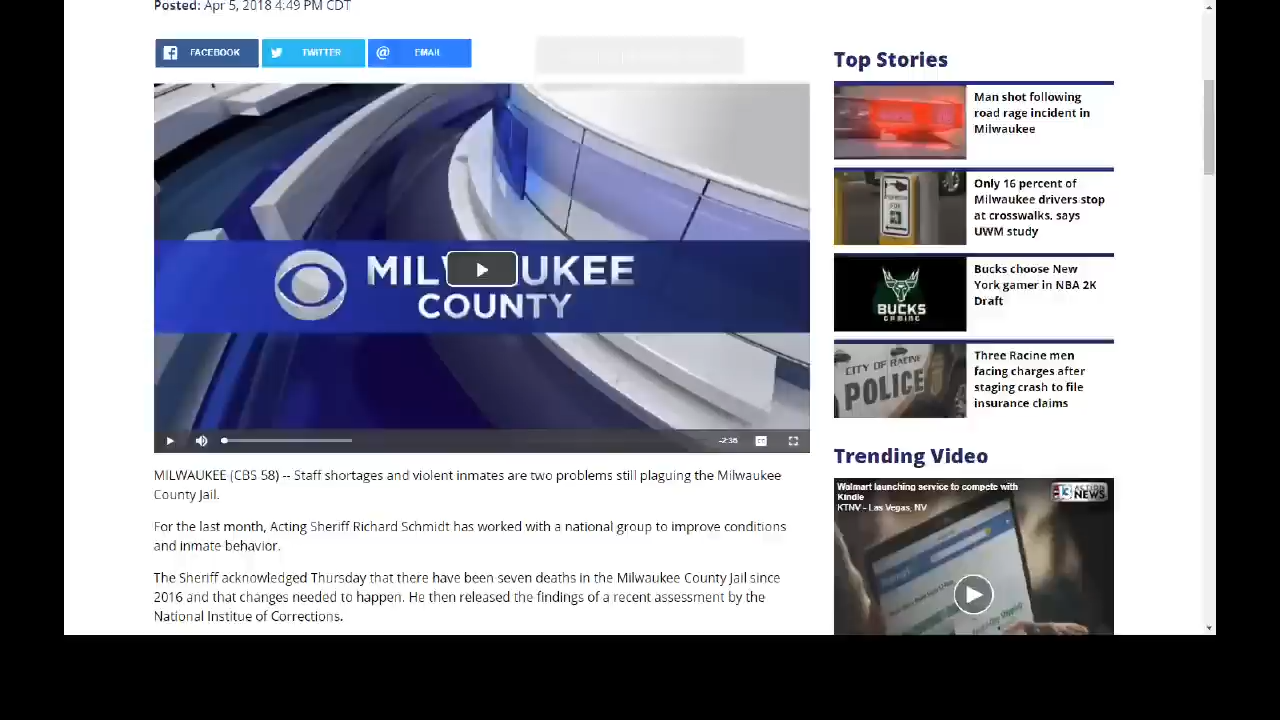 Posted: Apr 5, 2018 4:49 PM CDT
FACEBOOK
TWITTER
@ EMAIL
MILWAUKEE
COUNTY
-2:36
CC
MILWAUKEE (CBS 58) -- Staff shortages and violent inmates are two problems still plaguing the Milwaukee
County Jail.
For the last month, Acting Sheriff Richard Schmidt has worked with a national group to improve conditions
and inmate behavior.
The Sheriff acknowledged Thursday that there have been seven deaths in the Milwaukee County Jail since
2016 and that changes needed to happen. He then released the findings of a recent assessment by the
National Institue of Corrections.
Top Stories
Man shot following
road rage incident in
Milwaukee
Only 16 percent of
Milwaukee drivers stop
at crosswalks, says
UWM study
BUCKS
GAMING
Bucks choose New
York gamer in NBA 2K
Draft
CITY OF RACINE
POLICE
Three Racine men
facing charges after
staging crash to file
insurance claims
Trending Video
Walmart launching service to compete with
Kindle
KTNV - Las Vegas, NV
13 ACTION
NEWS